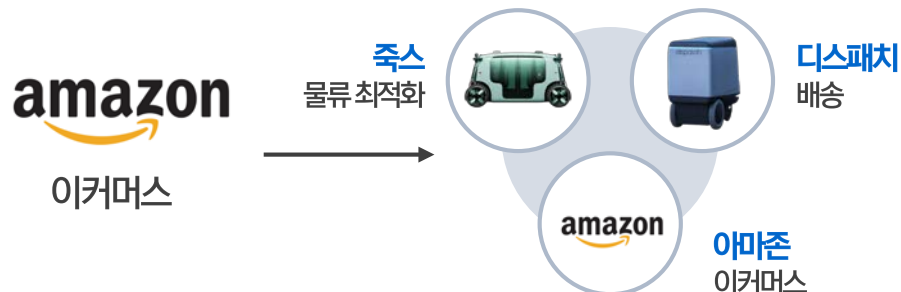 amazon
이커머스
죽스
물류 최적화
dispatch
디스패치
배송
amazon
아마존
이커머스